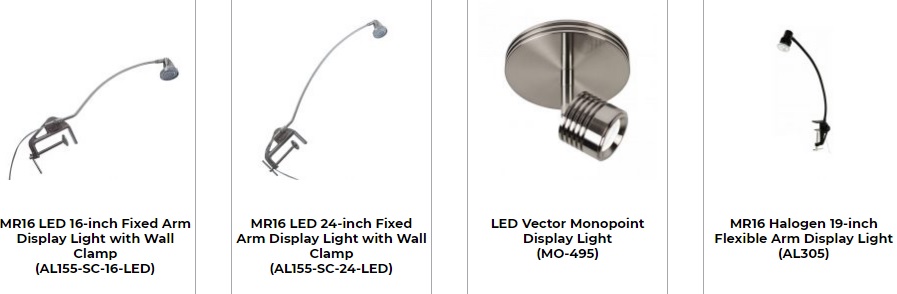 MR16 LED 16-inch Fixed Arm
Display Light with Wall
Clamp
(AL155-SC-16-LED)
MR16 LED 24-inch Fixed
Arm Display Light with Wall
Clamp
(AL155-SC-24-LED)
LED Vector Monopoint
Display Light
(MO-495)
MR16 Halogen 19-inch
Flexible Arm Display Light
(AL305)